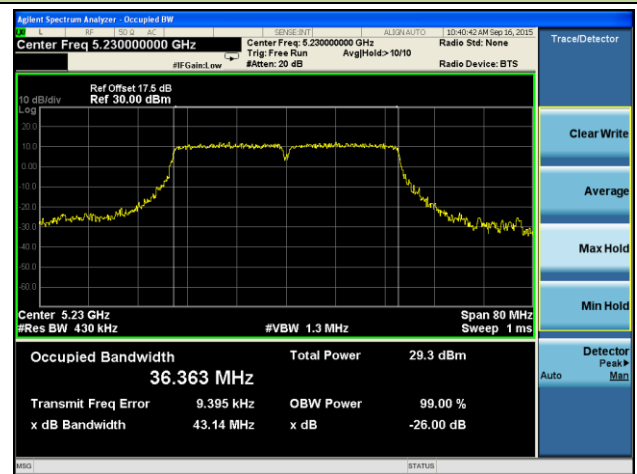 Agilent Spectrum Analyzer - Occupied BW
L RF 50 Ω AC SENSE:INT ALIGN AUTO 10:40:42 AM Sep 16, 2015
Center Freq 5.230000000 GHz
Center Freq: 5.230000000 GHz
Radio Std: None
Trig: Free Run Avg|Hold:> 10/10
#IFGain:Low #Atten: 20 dB Radio Device: BTS
Trace/Detector
Ref Offset 17.5 dB
10 dB/div Ref 30.00 dBm
Log
20.0
10.0
0.00
-10.0
-20.0
-30.0
-40.0
-50.0
-60.0
Center 5.23 GHz Span 80 MHz
#Res BW 430 kHz #VBW 1.3 MHz Sweep 1 ms
Occupied Bandwidth Total Power 29.3 dBm
36.363 MHz
Transmit Freq Error 9.395 kHz OBW Power 99.00 %
x dB Bandwidth 43.14 MHz x dB -26.00 dB
Clear Write
Average
Max Hold
Min Hold
Detector
Peak▶
Auto Man
MSG STATUS